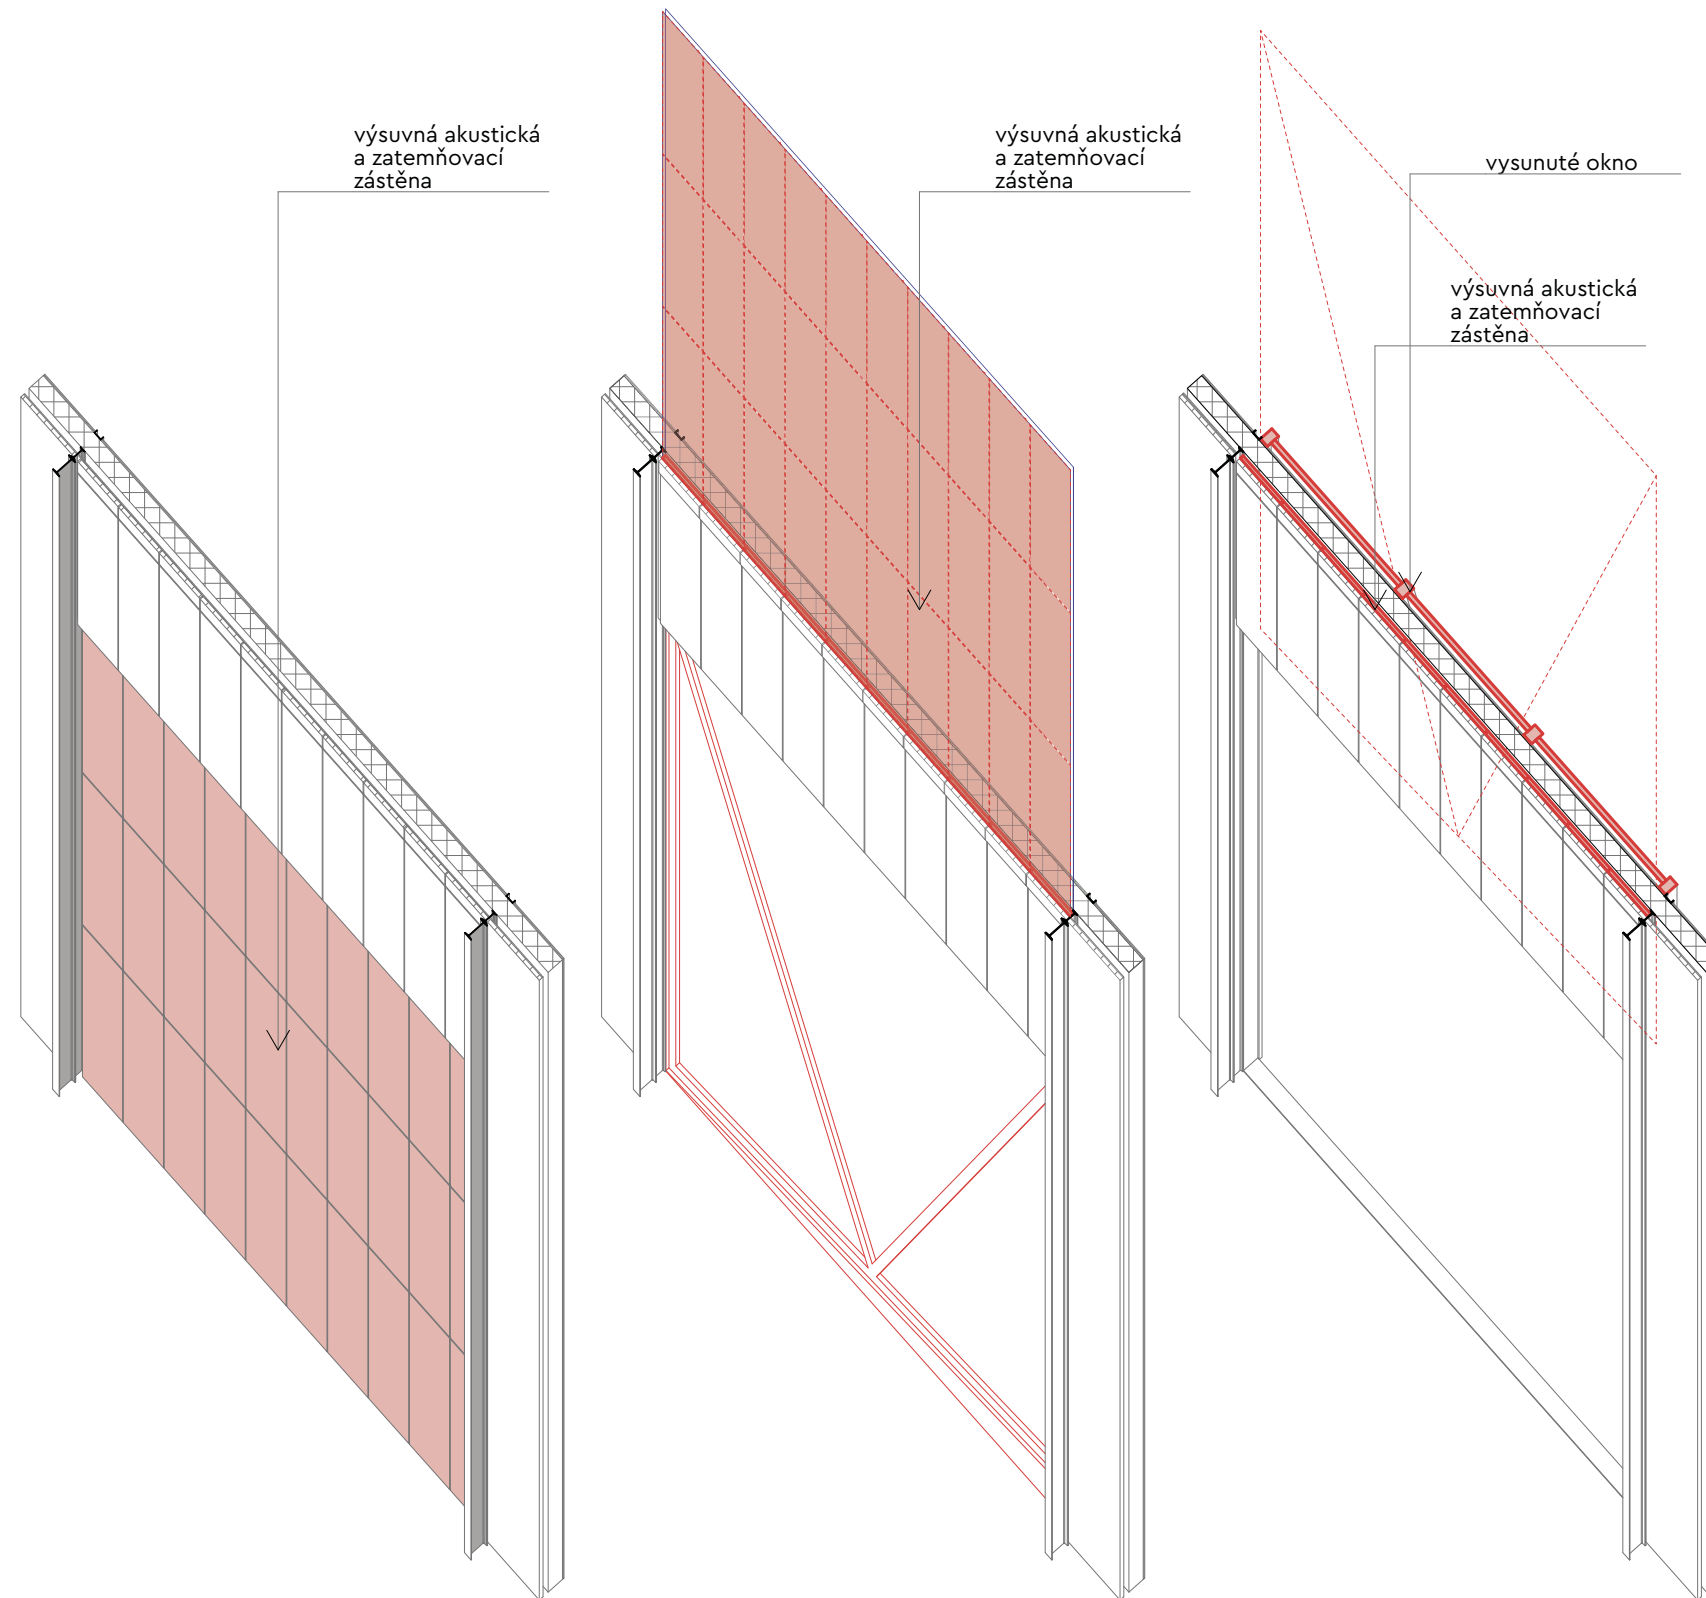 výsuvná akustická
a zatemňovací
zástěna
výsuvná akustická
a zatemňovací
zástěna
vysunuté okno
výsuvná akustická
a zatemňovací
zástěna